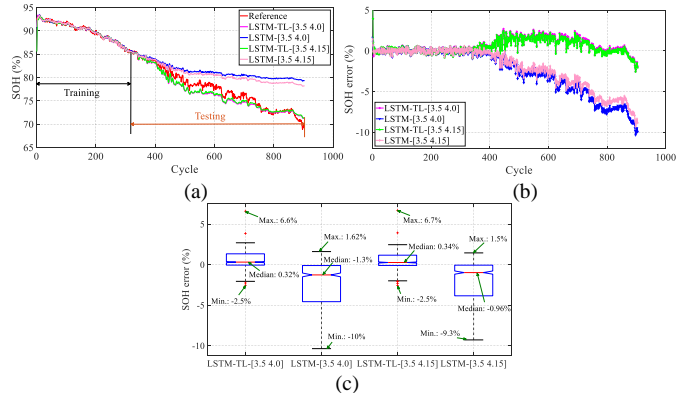 95
90
85
80
75
70
65
SOH (%)
0
200
400
600
800
1000
Cycle
Reference
LSTM-TL-[3.5 4.0]
LSTM-[3.5 4.0]
LSTM-TL-[3.5 4.15]
LSTM-[3.5 4.15]
Training
Testing
(a)
5
0
-5
-10
SOH error (%)
0
200
400
600
800
1000
Cycle
LSTM-TL-[3.5 4.0]
LSTM-[3.5 4.0]
LSTM-TL-[3.5 4.15]
LSTM-[3.5 4.15]
(b)
5
0
-5
-10
SOH error (%)
Max.: 6.6%
Median: 0.32%
Min.: -2.5%
Max.: 1.62%
Median: -1.3%
Min.: -10%
Max.: 6.7%
Median: 0.34%
Min.: -2.5%
Max.: 1.5%
Median: -0.96%
Min.: -9.3%
LSTM-TL-[3.5 4.0]
LSTM-[3.5 4.0]
LSTM-TL-[3.5 4.15]
LSTM-[3.5 4.15]
(c)